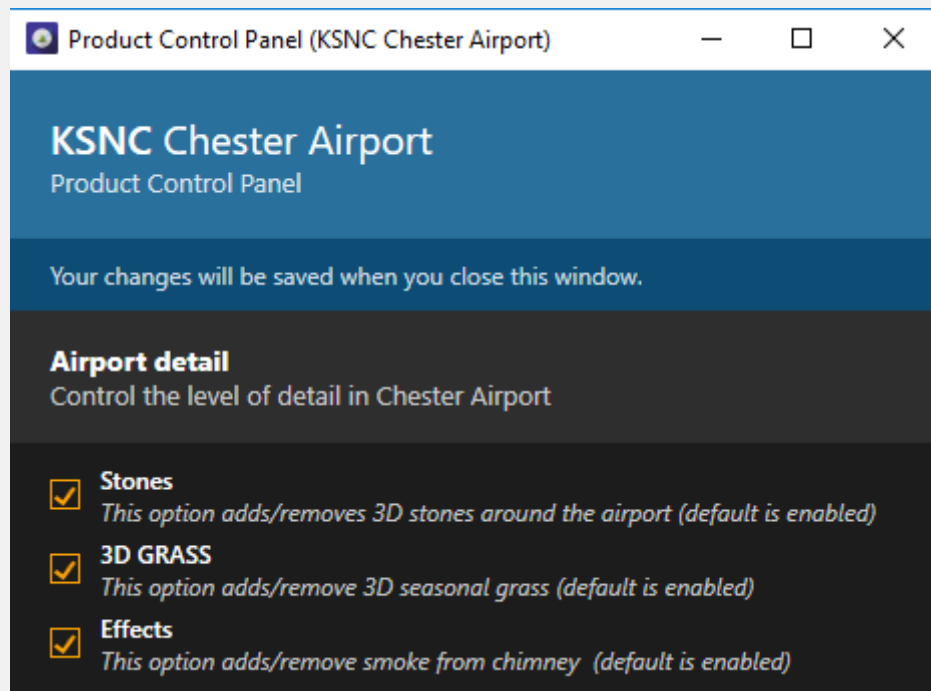 Product Control Panel (KSNC Chester Airport)
KSNC Chester Airport
Product Control Panel
Your changes will be saved when you close this window.
Airport detail
Control the level of detail in Chester Airport
Stones
This option adds/removes 3D stones around the airport (default is enabled)
3D GRASS
This option adds/remove 3D seasonal grass (default is enabled)
Effects
This option adds/remove smoke from chimney  (default is enabled)